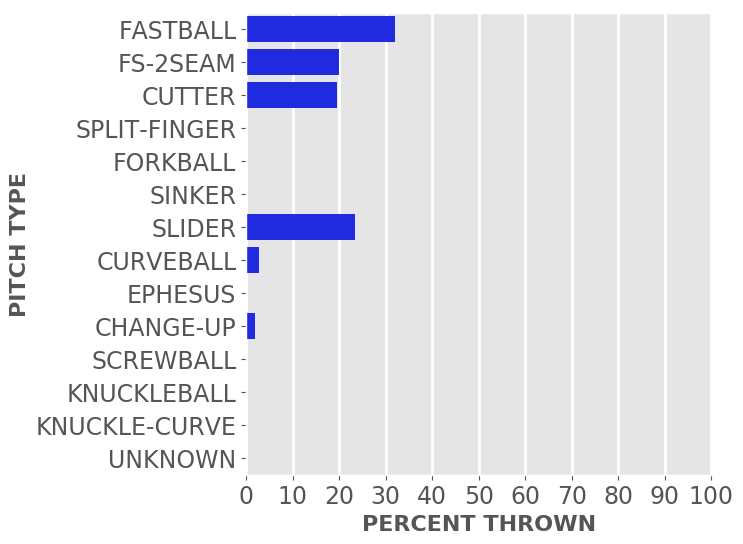 FASTBALL
FS-2SEAM
CUTTER
SPLIT-FINGER
FORKBALL
SINKER
SLIDER
CURVEBALL
EPHESUS
CHANGE-UP
SCREWBALL
KNUCKLEBALL
KNUCKLE-CURVE
UNKNOWN
PITCH TYPE
0 10 20 30 40 50 60 70 80 90 100
PERCENT THROWN